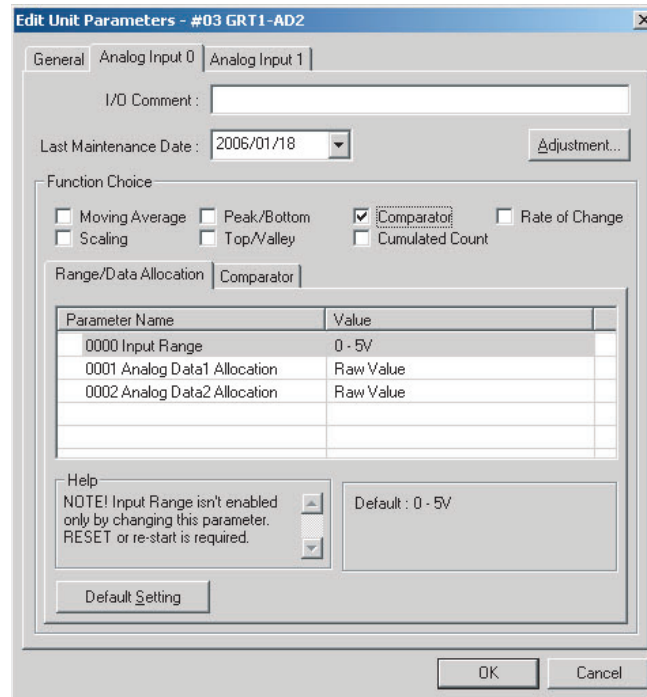 Edit Unit Parameters - #03 GRT1-AD2
General Analog Input 0 Analog Input 1
I/O Comment :
Last Maintenance Date : 2006/01/18 Adjustment...
Function Choice
Moving Average Peak/Bottom Comparator Rate of Change
Scaling Top/Valley Cumulated Count
Range/Data Allocation Comparator
Parameter Name Value
0000 Input Range 0 - 5V
0001 Analog Data1 Allocation Raw Value
0002 Analog Data2 Allocation Raw Value
Help
NOTE! Input Range isn't enabled
only by changing this parameter.
RESET or re-start is required.
Default : 0 - 5V
Default Setting
OK Cancel